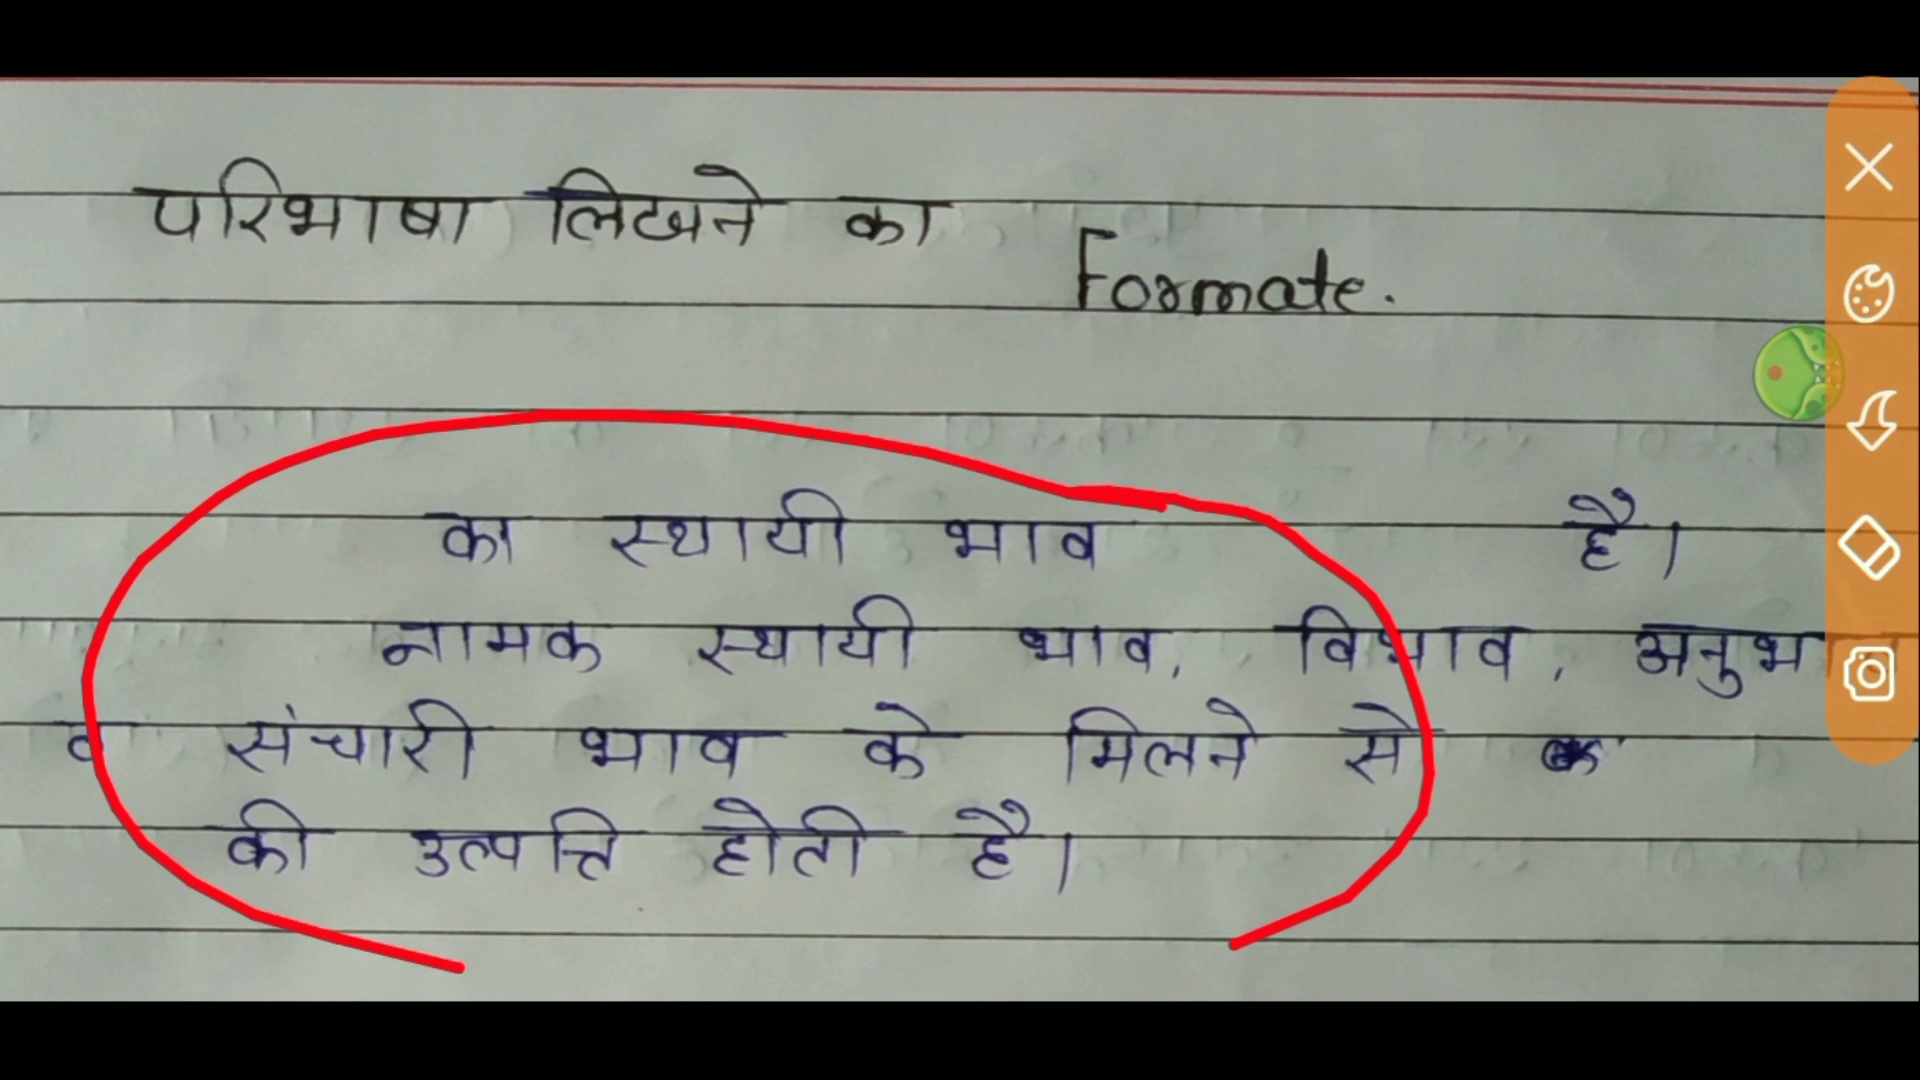 परिभाषा लिखने का Formate.
का स्थायी भाव है।
नामक स्थायी भाव, विभाव, अनुभा
व संचारी भाव के मिलने से
की उत्पत्ति होती है।